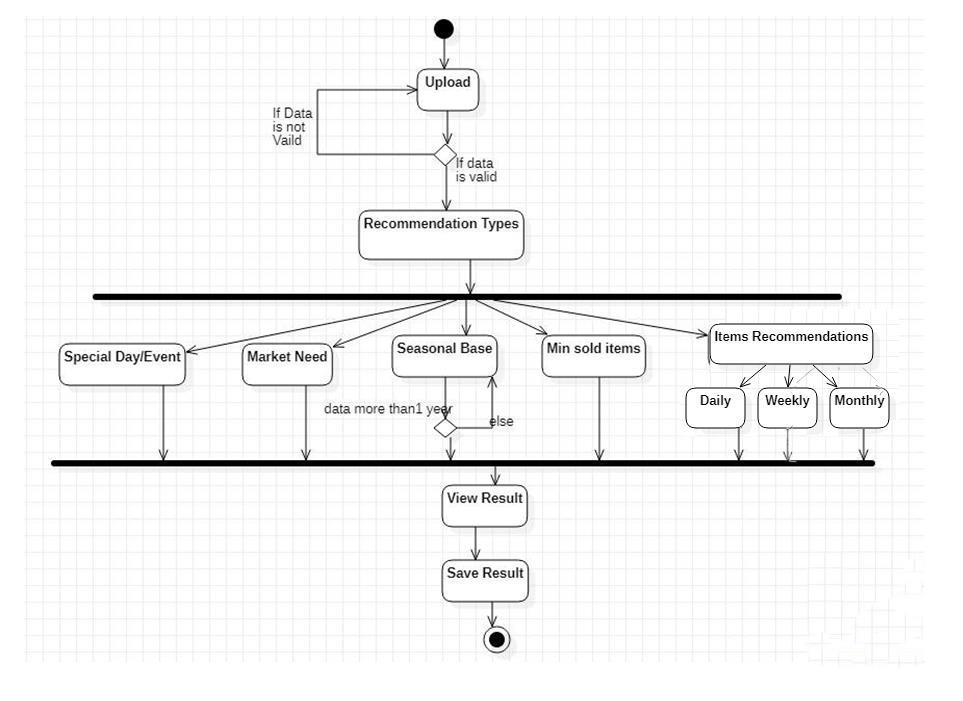 Upload
If Data
is not
Vaild
If data
is valid
Recommendation Types
Special Day/Event
Market Need
Seasonal Base
Min sold items
Items Recommendations
Daily
Weekly
Monthly
data more than1 year
else
View Result
Save Result